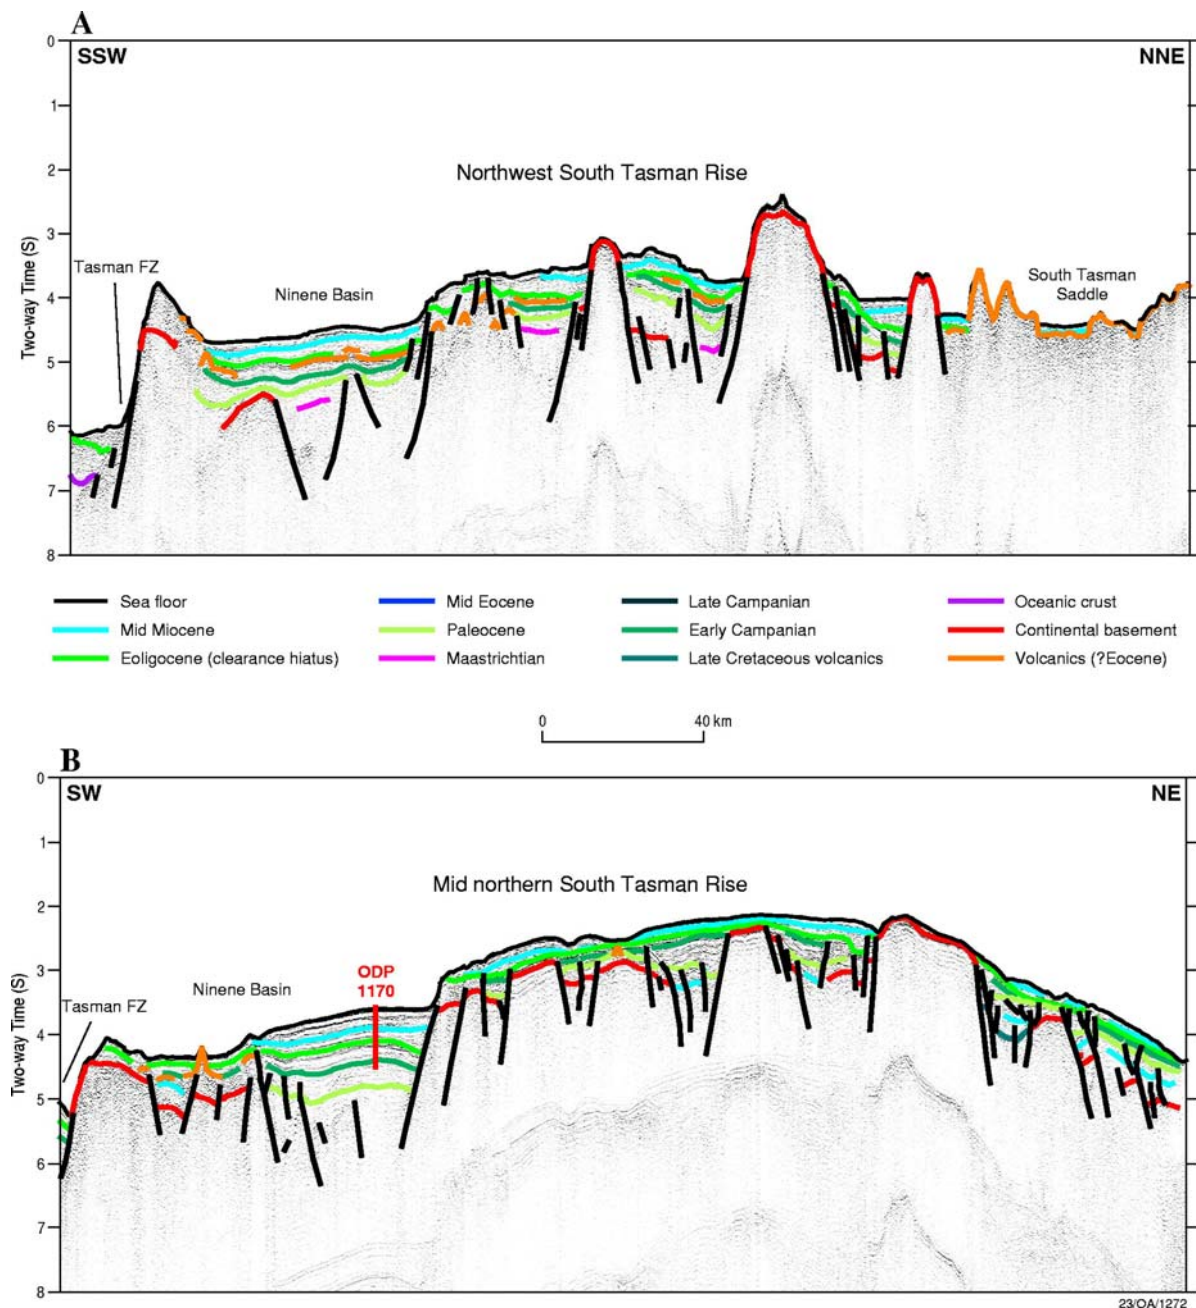 A
SSW
NNE
0
1
2
3
4
5
6
7
8
Two-way Time (S)
Northwest South Tasman Rise
Tasman FZ
Ninene Basin
South Tasman
Saddle
Sea floor
Mid Eocene
Late Campanian
Oceanic crust
Mid Miocene
Paleocene
Early Campanian
Continental basement
Eoligocene (clearance hiatus)
Maastrichtian
Late Cretaceous volcanics
Volcanics (?Eocene)
0
40 km
B
SW
NE
0
1
2
3
4
5
6
7
8
Two-way Time (S)
Mid northern South Tasman Rise
ODP
1170
Ninene Basin
Tasman FZ
23/OA/1272